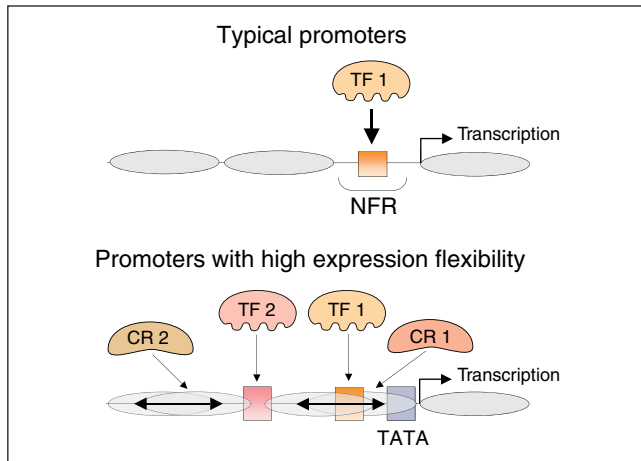 Typical promoters
TF 1
Transcription
NFR
Promoters with high expression flexibility
TF 2
TF 1
CR 2
CR 1
Transcription
TATA